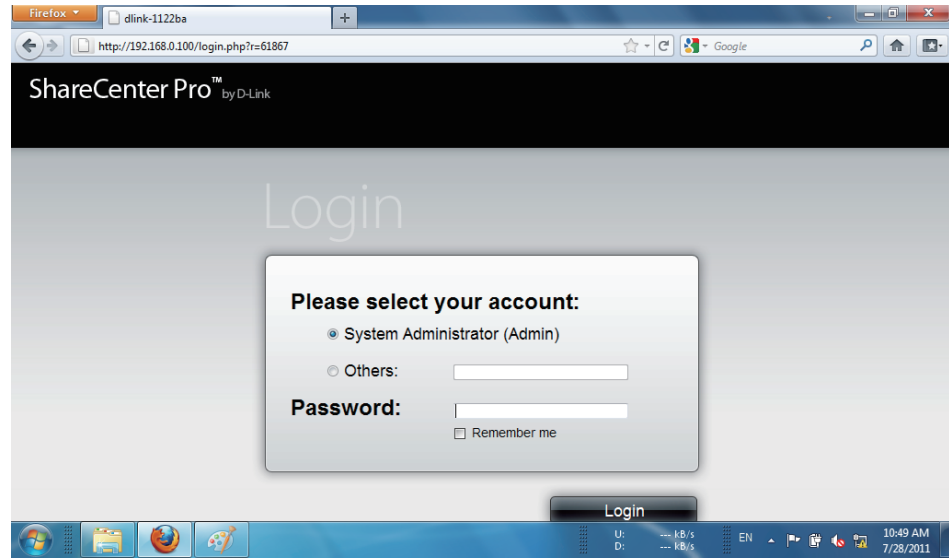 Firefox
dlink-1122ba
http://192.168.0.100/login.php?r=61867
Google
ShareCenter Pro™ by D-Link
Login
Please select your account:
System Administrator (Admin)
Others:
Password:
Remember me
Login
U: --- kB/s
D: --- kB/s
EN
10:49 AM
7/28/2011